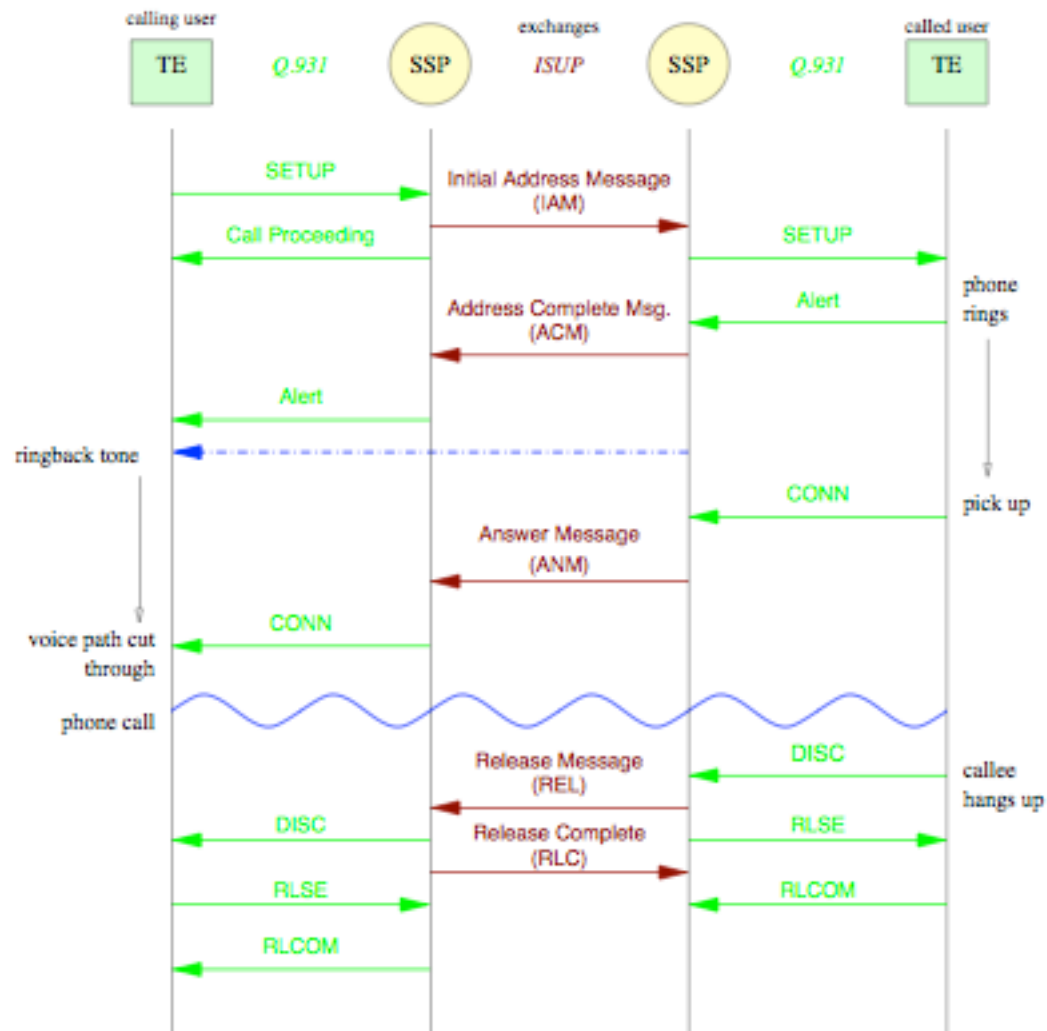 calling user
exchanges
called user
TE
Q.931
SSP
ISUP
SSP
Q.931
TE
SETUP
Initial Address Message
(IAM)
Call Proceeding
SETUP
phone
rings
Alert
Address Complete Msg.
(ACM)
Alert
ringback tone
CONN
pick up
Answer Message
(ANM)
CONN
voice path cut
through
phone call
DISC
callee
hangs up
Release Message
(REL)
DISC
Release Complete
(RLC)
RLSE
RLSE
RLCOM
RLCOM